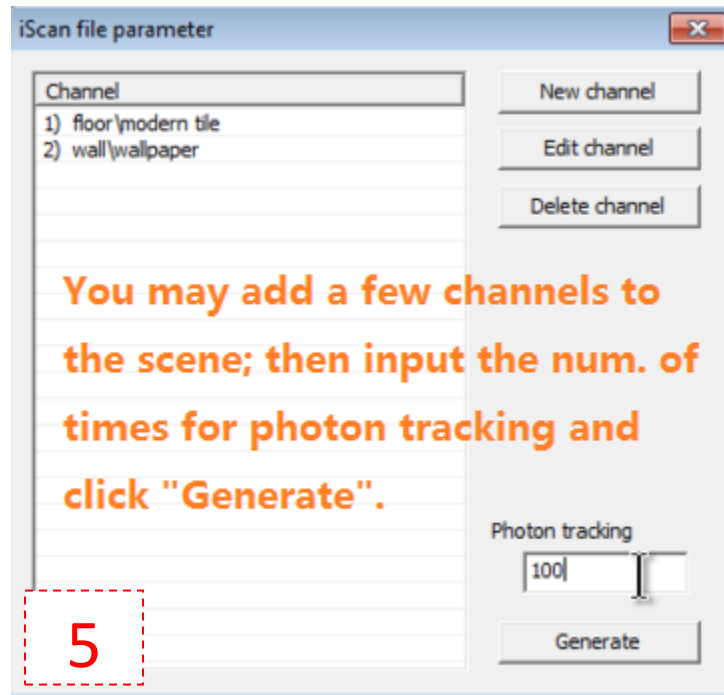 iScan file parameter
Channel
1) floor\modern tile
2) wall\wallpaper
New channel
Edit channel
Delete channel
You may add a few channels to
the scene; then input the num. of
times for photon tracking and
click "Generate".
Photon tracking
100
Generate
5